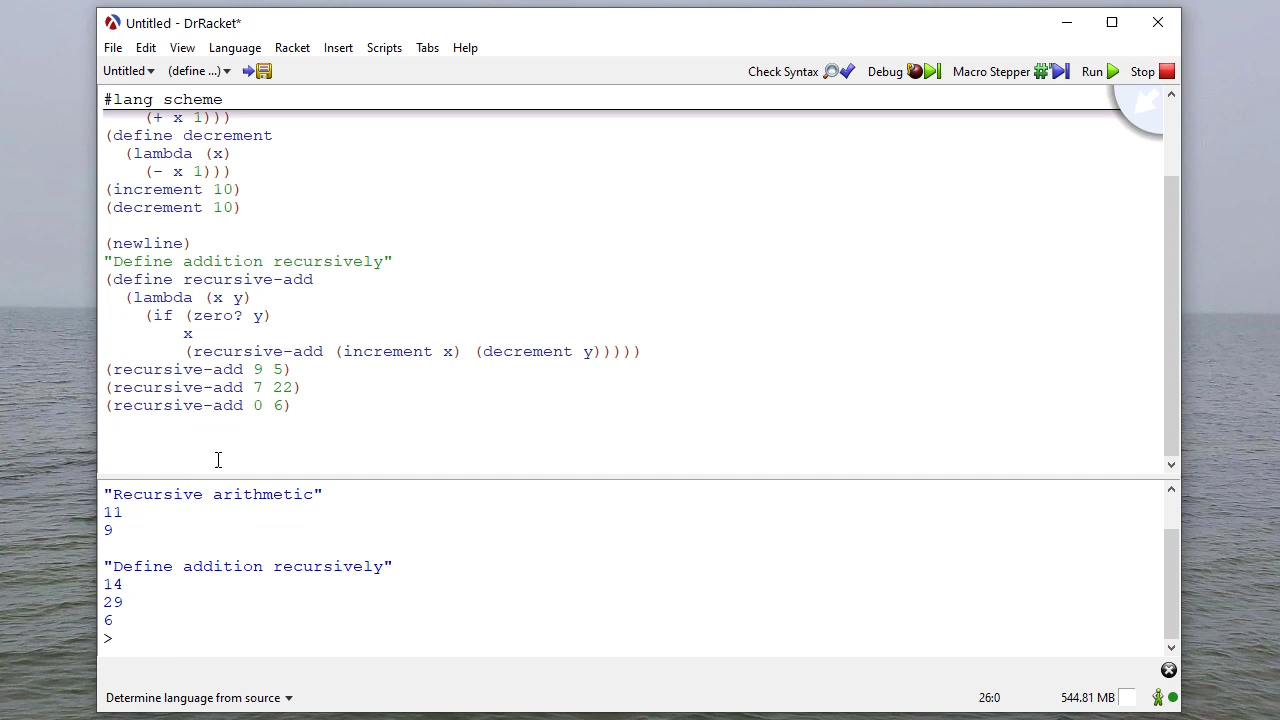 Untitled - DrRacket*
File Edit View Language Racket Insert Scripts Tabs Help
Untitled (define ...) Check Syntax Debug Macro Stepper Run Stop
#lang scheme
(+ x 1)))
(define decrement
(lambda (x)
(- x 1)))
(increment 10)
(decrement 10)
(newline)
"Define addition recursively"
(define recursive-add
(lambda (x y)
(if (zero? y)
x
(recursive-add (increment x) (decrement y)))))
(recursive-add 9 5)
(recursive-add 7 22)
(recursive-add 0 6)
"Recursive arithmetic"
11
9
"Define addition recursively"
14
29
6
>
Determine language from source 26:0 544.81 MB